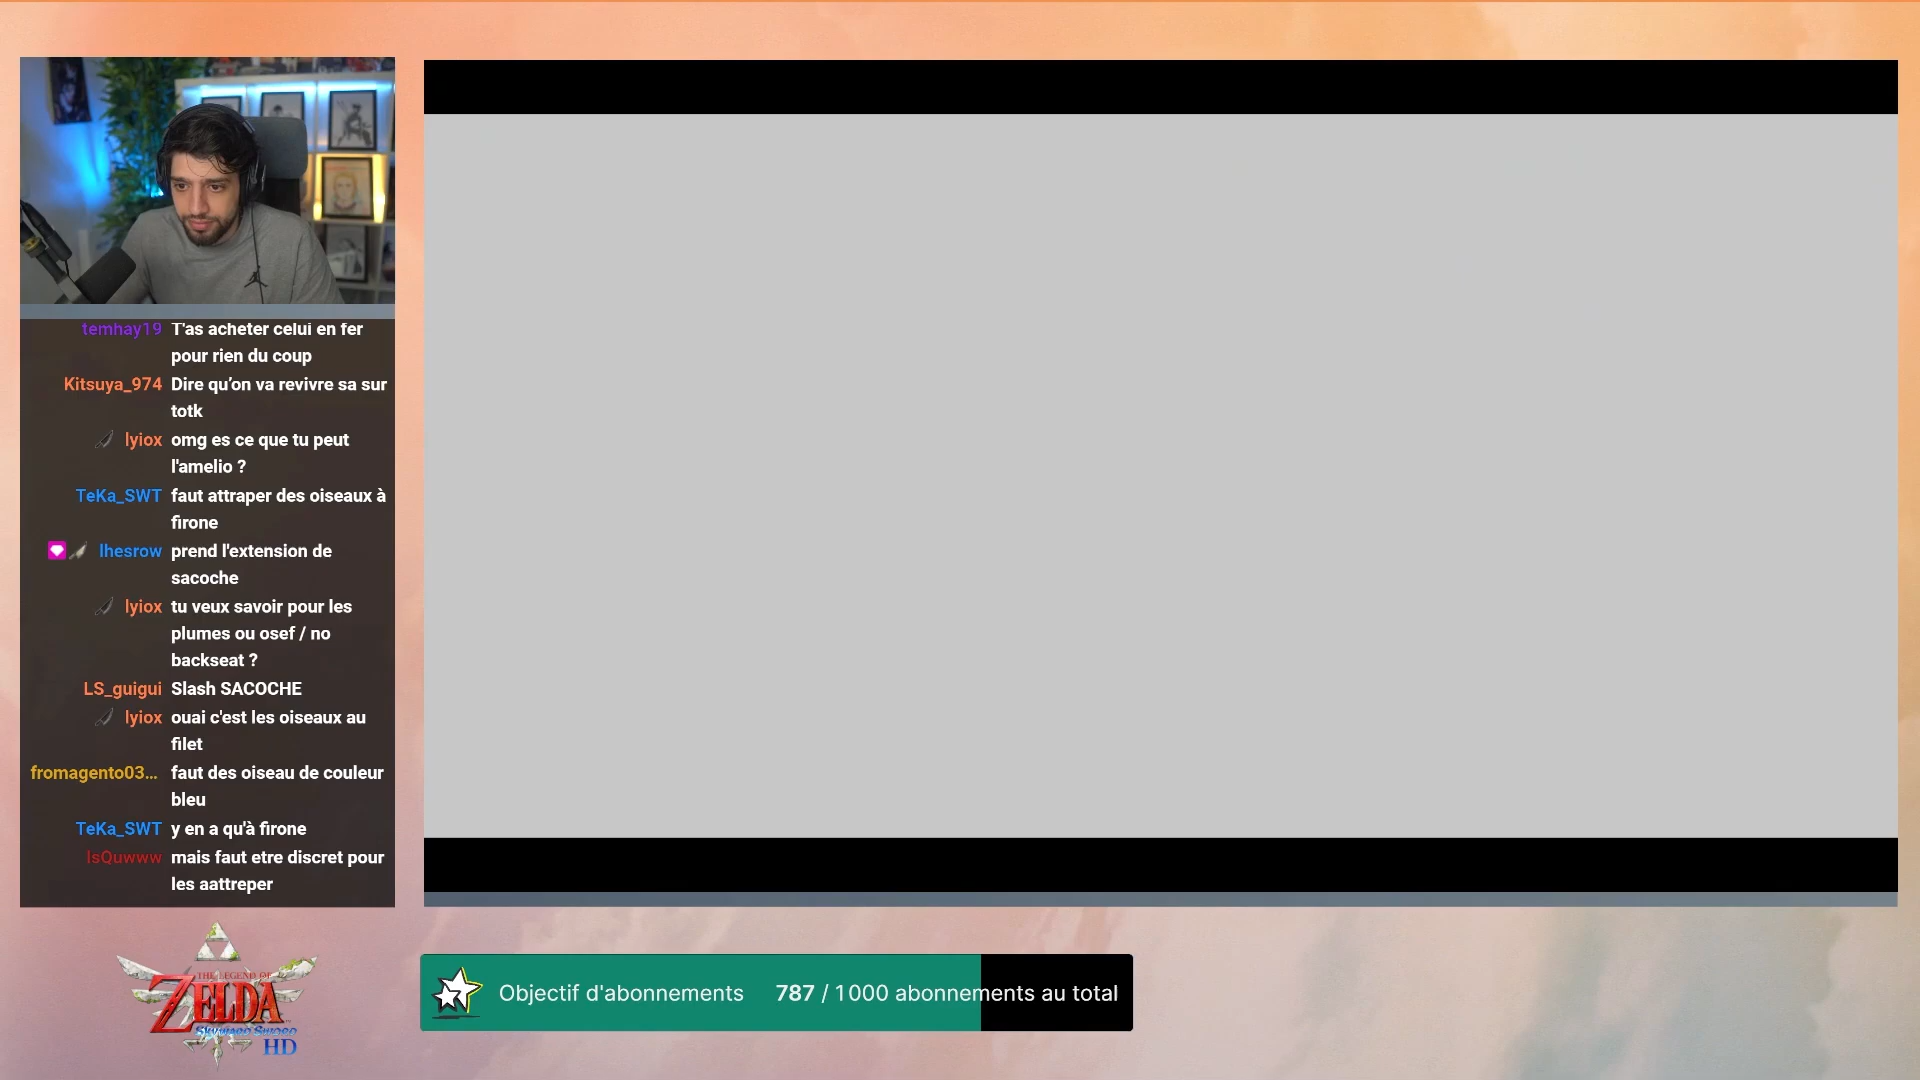 temhay19 T'as acheter celui en fer
pour rien du coup
Kitsuya_974 Dire qu'on va revivre sa sur
totk
lyiox omg es ce que tu peut
l'amelio ?
TeKa_SWT faut attraper des oiseaux à
firone
lhesrow prend l'extension de
sacoche
lyiox tu veux savoir pour les
plumes ou osef / no
backseat ?
LS_guigui Slash SACOCHE
lyiox ouai c'est les oiseaux au
filet
fromagento03... faut des oiseau de couleur
bleu
TeKa_SWT y en a qu'à firone
IsQuwww mais faut etre discret pour
les aattreper
THE LEGEND OF
ZELDA
SKYWARD SWORD
HD
Objectif d'abonnements 787 / 1000 abonnements au total